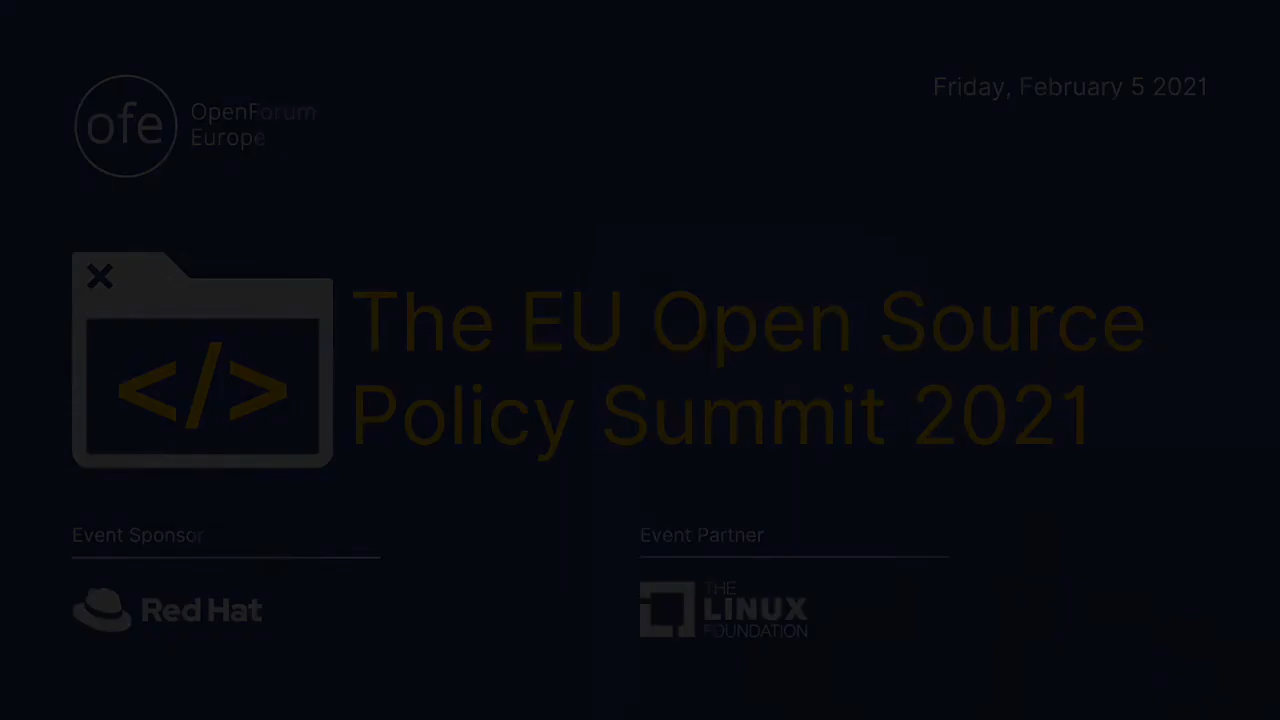 Friday, February 5 2021
ofe
OpenForum
Europe
</>
The EU Open Source
Policy Summit 2021
Event Sponsor
Event Partner
Red Hat
THE
LINUX
FOUNDATION